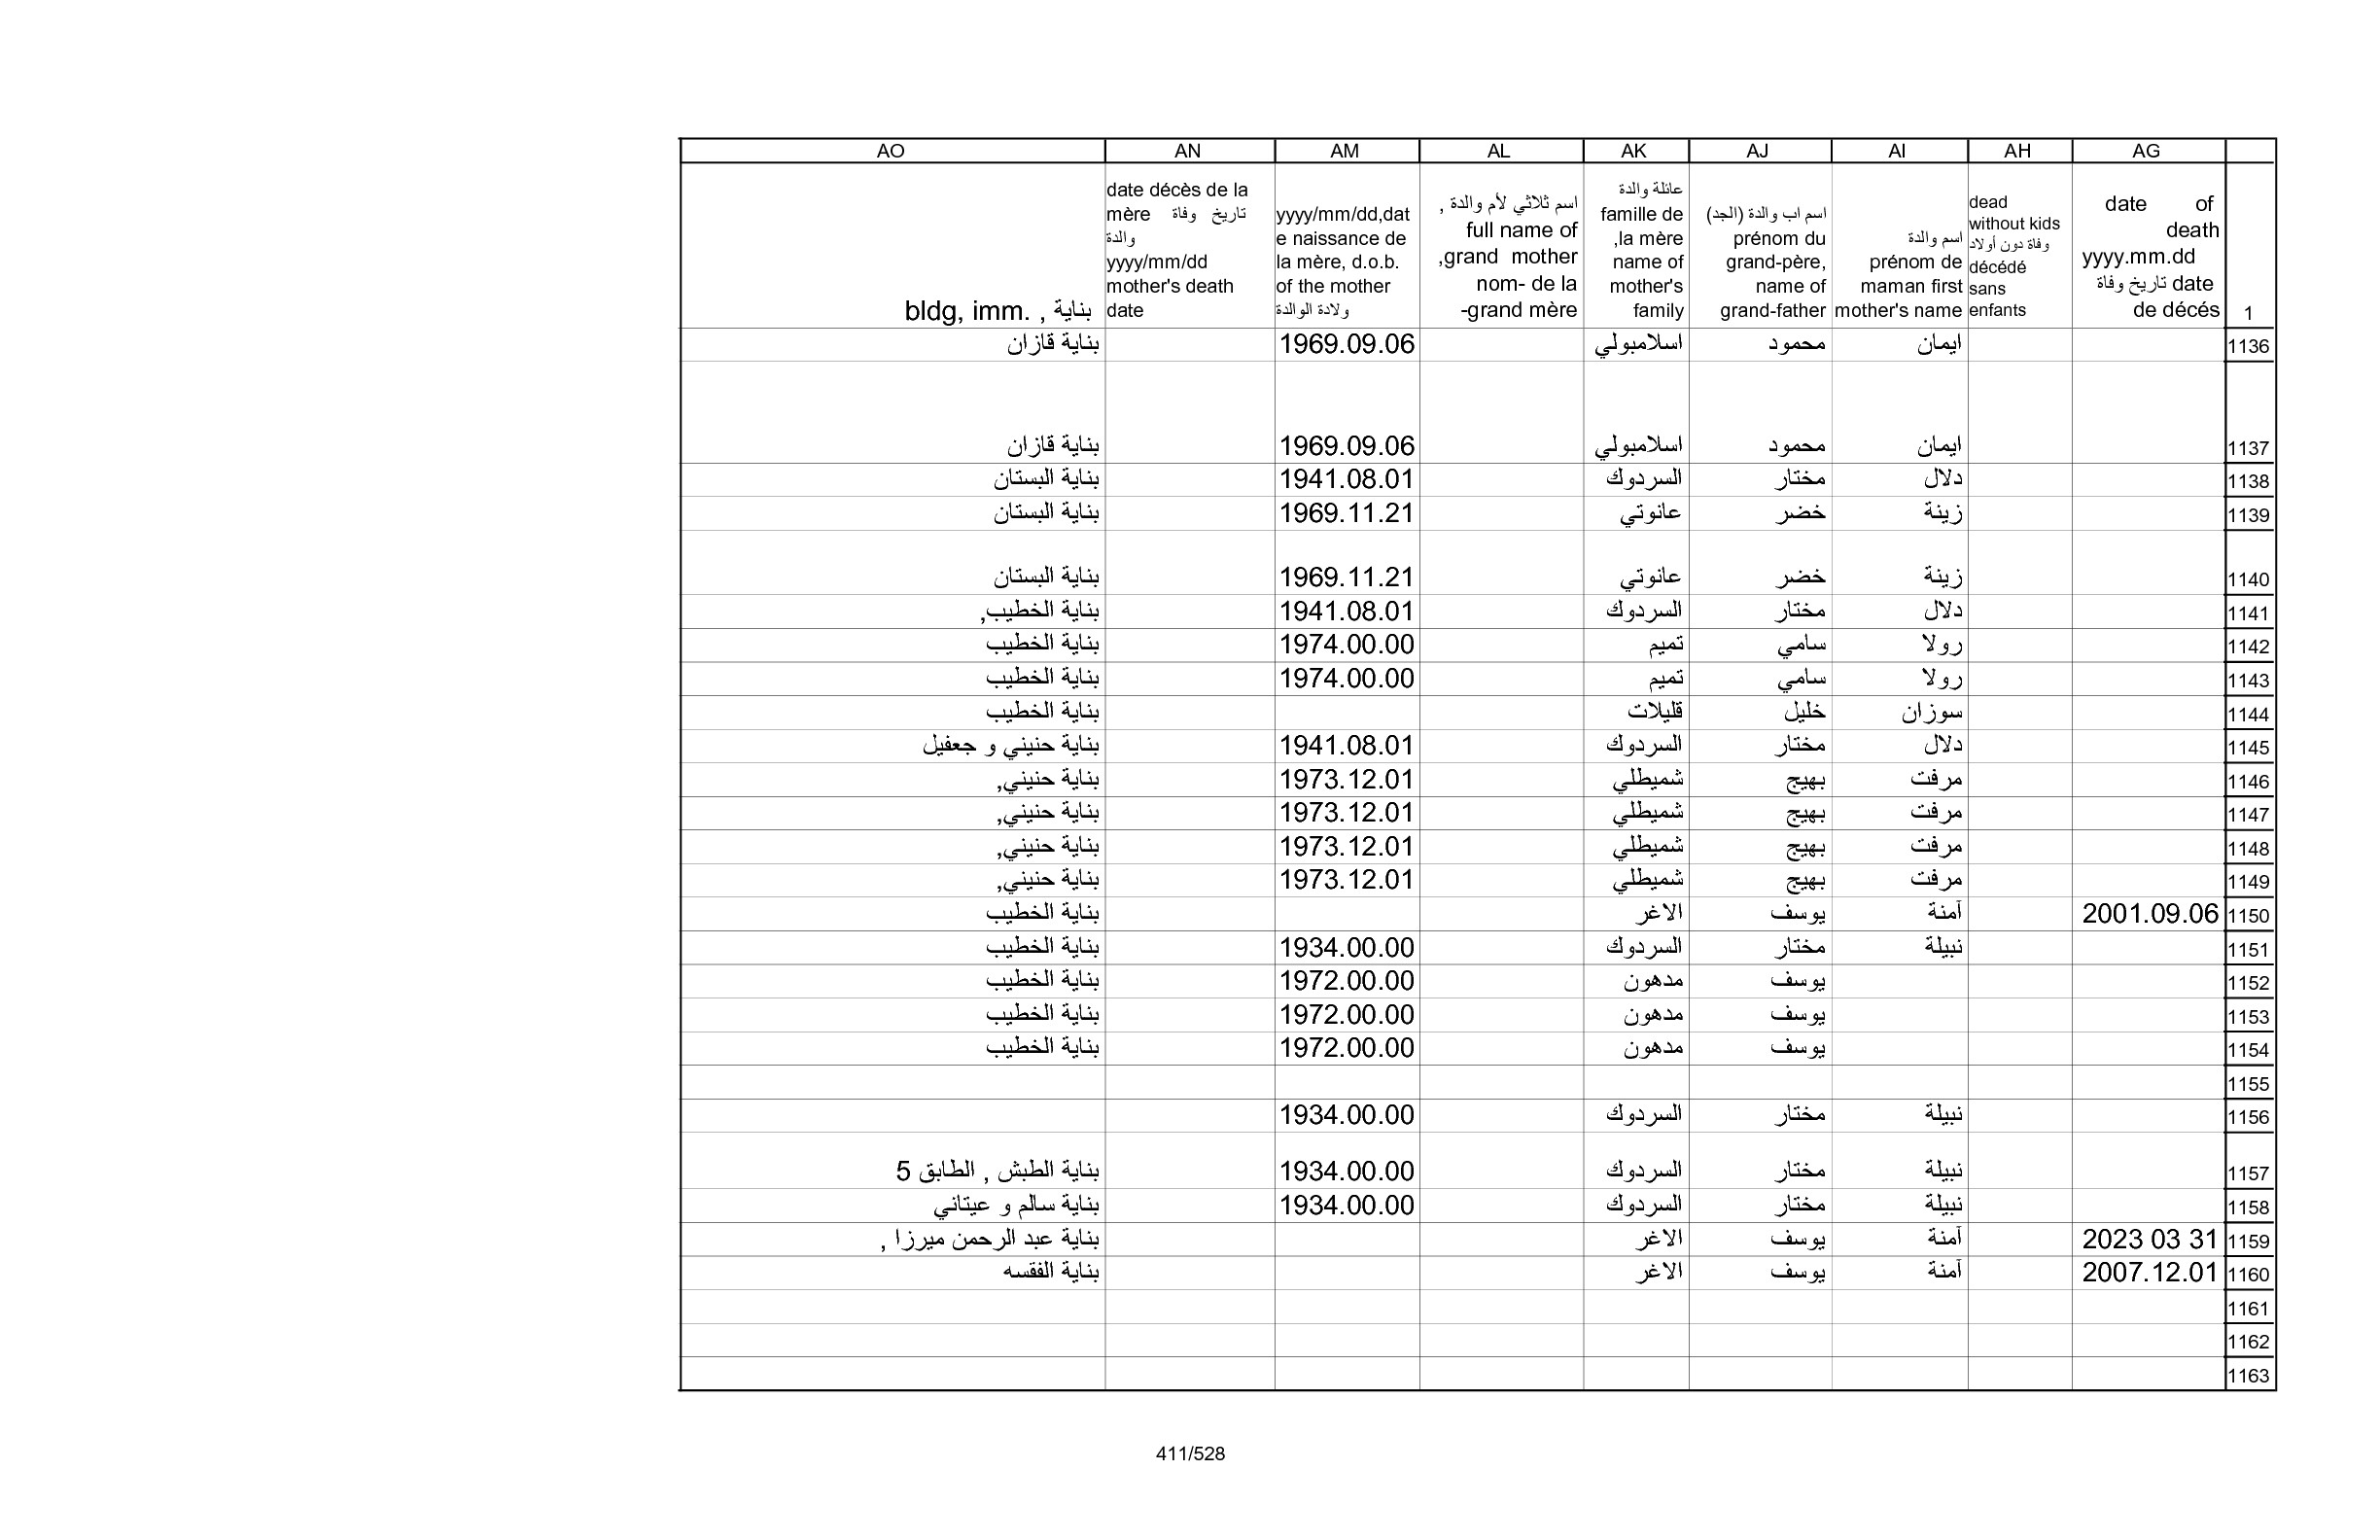 AG AH AI AJ AK AL AM AN AO
1
date of
death
yyyy.mm.dd
date تاريخ وفاة
de décés
dead
without kids
وفاة دون أولاد
décédé
sans
enfants
اسم والدة
prénom de
maman first
mother's name
اسم اب والدة (الجد)
prénom du
grand-père,
name of
grand-father
عائلة والدة
famille de
la mère,
name of
mother's
family
اسم ثلاثي لأم والدة ,
full name of
grand mother,
nom- de la
grand mère-
yyyy/mm/dd,dat
e naissance de
la mère, d.o.b.
of the mother
ولادة الوالدة
date décès de la
mère تاريخ وفاة
والدة
yyyy/mm/dd
mother's death
date
بناية , bldg, imm.
1136 ايمان محمود اسلامبولي 1969.09.06 بناية قازان
1137 ايمان محمود اسلامبولي 1969.09.06 بناية قازان
1138 دلال مختار السردوك 1941.08.01 بناية البستان
1139 زينة خضر عانوتي 1969.11.21 بناية البستان
1140 زينة خضر عانوتي 1969.11.21 بناية البستان
1141 دلال مختار السردوك 1941.08.01 بناية الخطيب,
1142 رولا سامي تميم 1974.00.00 بناية الخطيب
1143 رولا سامي تميم 1974.00.00 بناية الخطيب
1144 سوزان خليل قليلات بناية الخطيب
1145 دلال مختار السردوك 1941.08.01 بناية حنيني و جعفيل
1146 مرفت بهيج شميطلي 1973.12.01 بناية حنيني,
1147 مرفت بهيج شميطلي 1973.12.01 بناية حنيني,
1148 مرفت بهيج شميطلي 1973.12.01 بناية حنيني,
1149 مرفت بهيج شميطلي 1973.12.01 بناية حنيني,
1150 2001.09.06 آمنة يوسف الاغر بناية الخطيب
1151 نبيلة مختار السردوك 1934.00.00 بناية الخطيب
1152 يوسف مدهون 1972.00.00 بناية الخطيب
1153 يوسف مدهون 1972.00.00 بناية الخطيب
1154 يوسف مدهون 1972.00.00 بناية الخطيب
1155
1156 نبيلة مختار السردوك 1934.00.00
1157 نبيلة مختار السردوك 1934.00.00 بناية الطبش , الطابق 5
1158 نبيلة مختار السردوك 1934.00.00 بناية سالم و عيتاني
1159 2023 03 31 آمنة يوسف الاغر بناية عبد الرحمن ميرزا ,
1160 2007.12.01 آمنة يوسف الاغر بناية الفقسه
1161
1162
1163
411/528